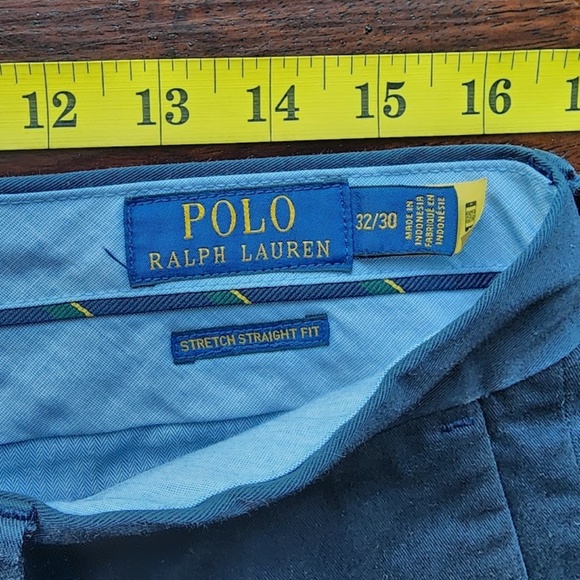 12 13 14 15 16
POLO
RALPH LAUREN
32/30
MADE IN
INDONESIA
FABRIQUÉ EN
INDONÉSIE
STRETCH STRAIGHT FIT